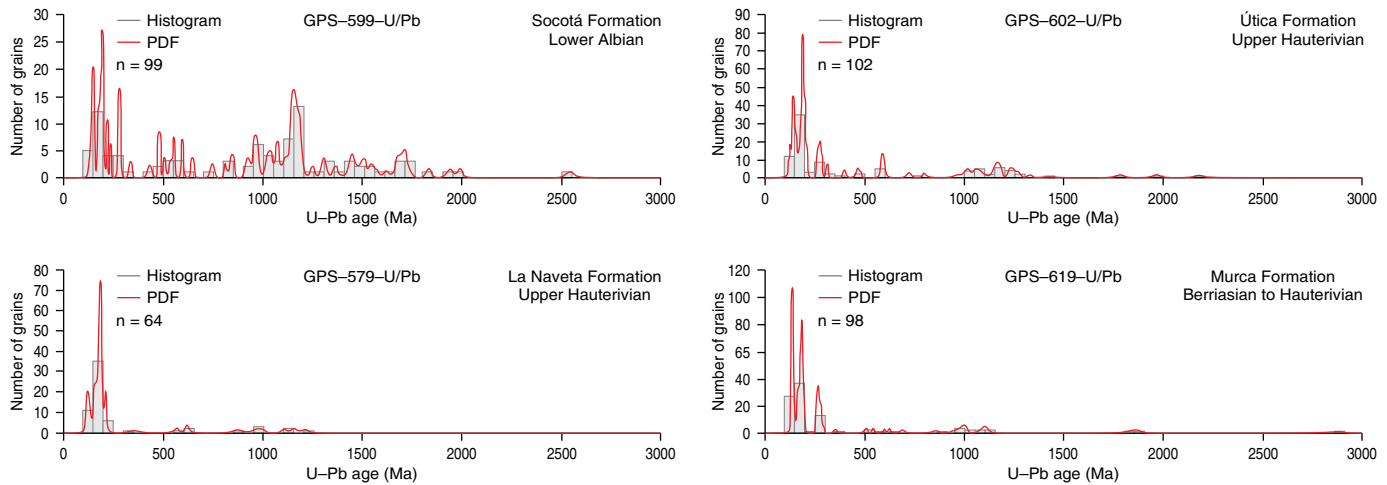 Histogram
PDF
n = 99
GPS–599–U/Pb
Socotá Formation
Lower Albian
Number of grains
30
25
20
15
10
5
0
0 500 1000 1500 2000 2500 3000
U–Pb age (Ma)
Histogram
PDF
n = 102
GPS–602–U/Pb
Útica Formation
Upper Hauterivian
Number of grains
90
80
70
60
50
40
30
20
10
0
0 500 1000 1500 2000 2500 3000
U–Pb age (Ma)
Histogram
PDF
n = 64
GPS–579–U/Pb
La Naveta Formation
Upper Hauterivian
Number of grains
80
70
60
50
40
30
20
10
0
0 500 1000 1500 2000 2500 3000
U–Pb age (Ma)
Histogram
PDF
n = 98
GPS–619–U/Pb
Murca Formation
Berriasian to Hauterivian
Number of grains
120
100
80
65
40
20
0
0 500 1000 1500 2000 2500 3000
U–Pb age (Ma)